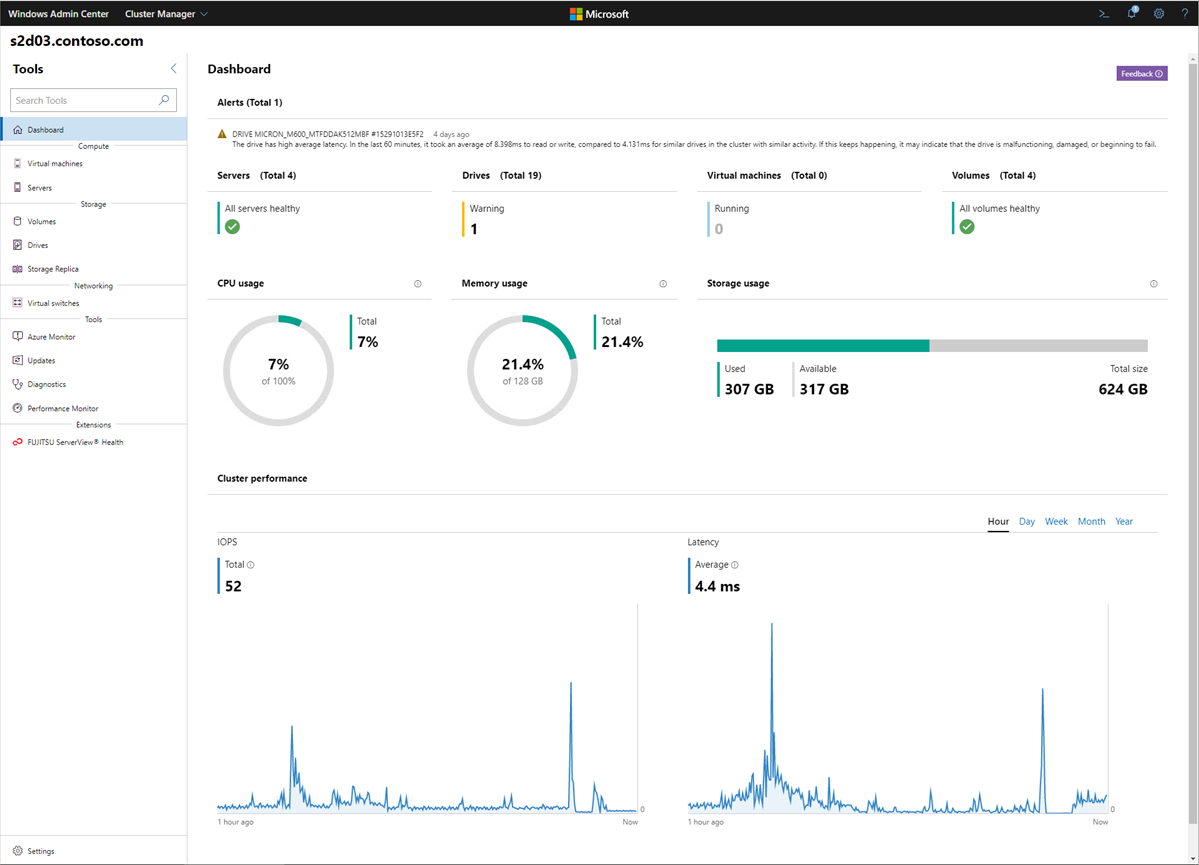 Windows Admin Center Cluster Manager Microsoft 1 ?
s2d03.contoso.com
Tools
Search Tools
Dashboard
Compute
Virtual machines
Servers
Storage
Volumes
Drives
Storage Replica
Networking
Virtual switches
Tools
Azure Monitor
Updates
Diagnostics
Performance Monitor
Extensions
FUJITSU ServerView® Health
Settings
Dashboard
Feedback
Alerts (Total 1)
DRIVE MICRON_M600_MTFDDAK512MBF #15291013E5F2 4 days ago
The drive has high average latency. In the last 60 minutes, it took an average of 8.398ms to read or write, compared to 4.131ms for similar drives in the cluster with similar activity. If this keeps happening, it may indicate that the drive is malfunctioning, damaged, or beginning to fail.
Servers (Total 4)
All servers healthy
Drives (Total 19)
Warning
1
Virtual machines (Total 0)
Running
0
Volumes (Total 4)
All volumes healthy
CPU usage
7%
of 100%
Total
7%
Memory usage
21.4%
of 128 GB
Total
21.4%
Storage usage
Used
307 GB
Available
317 GB
Total size
624 GB
Cluster performance
Hour Day Week Month Year
IOPS
Total
52
0
1 hour ago Now
Latency
Average
4.4 ms
0
1 hour ago Now